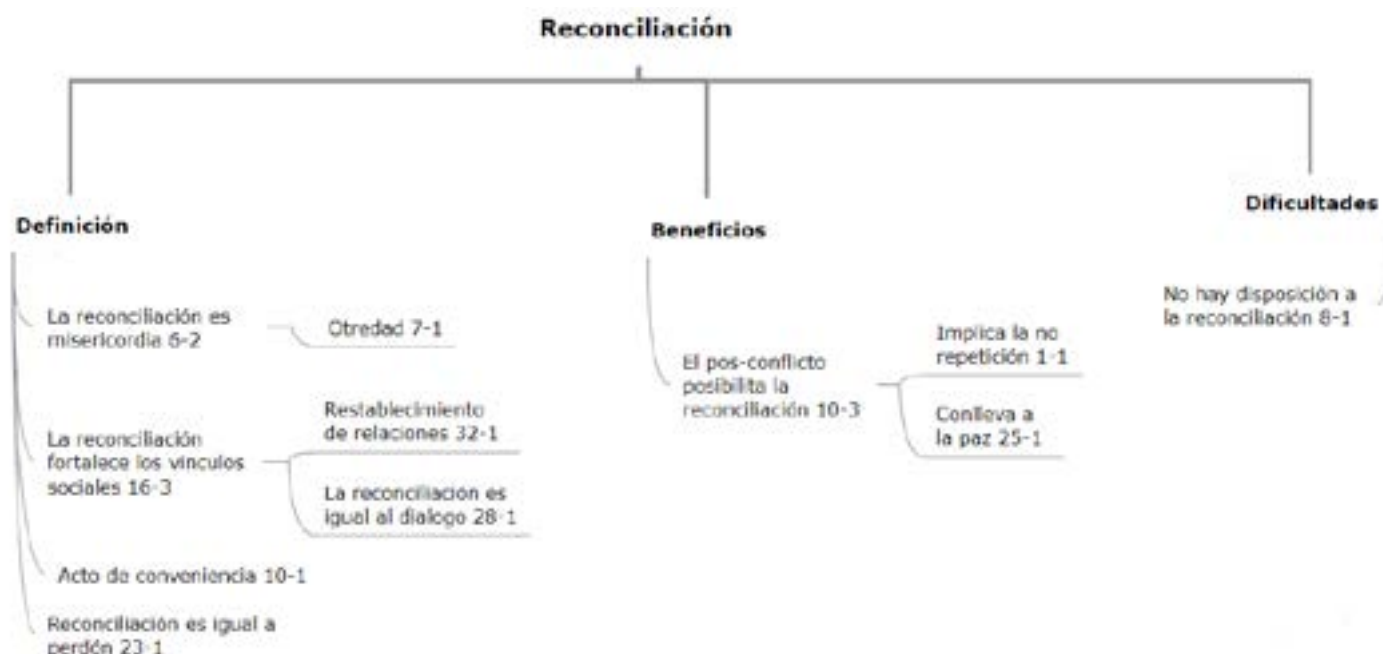 Reconciliación
Definición
La reconciliación es
misericordia 6-2
Otredad 7-1
La reconciliación
fortalece los vinculos
sociales 16-3
Restablecimiento
de relaciones 32-1
La reconciliación es
igual al dialogo 28-1
Acto de conveniencia 10-1
Reconciliación es igual a
perdón 23-1
Beneficios
El pos-conflicto
posibilita la
reconciliación 10-3
Implica la no
repetición 1-1
Conlleva a
la paz 25-1
Dificultades
No hay disposición a
la reconciliación 8-1